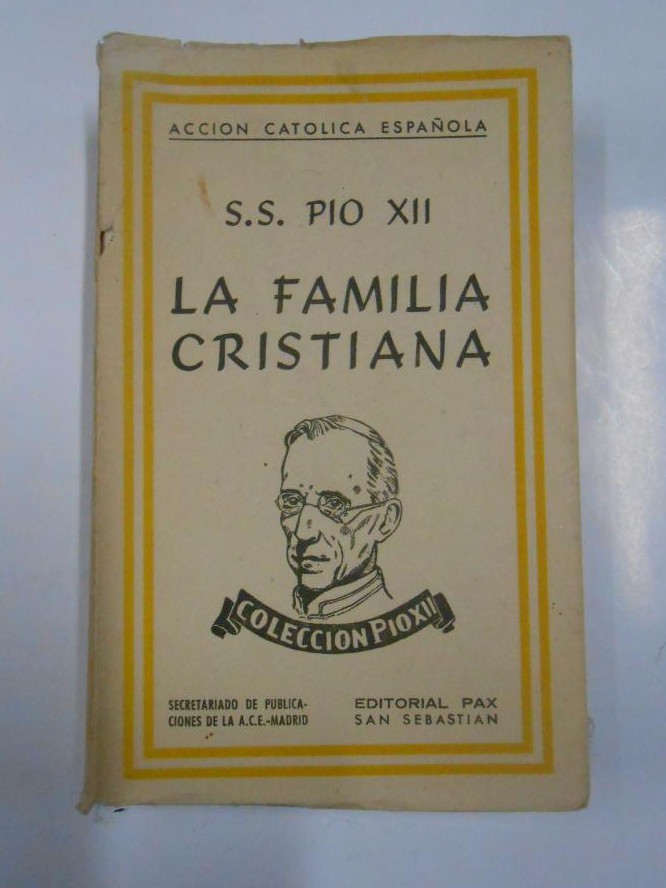 ACCION CATOLICA ESPAÑOLA
S.S. PIO XII
LA FAMILIA
CRISTIANA
COLECCION PIO XII
SECRETARIADO DE PUBLICA-
CIONES DE LA A.C.E.-MADRID
EDITORIAL PAX
SAN SEBASTIAN